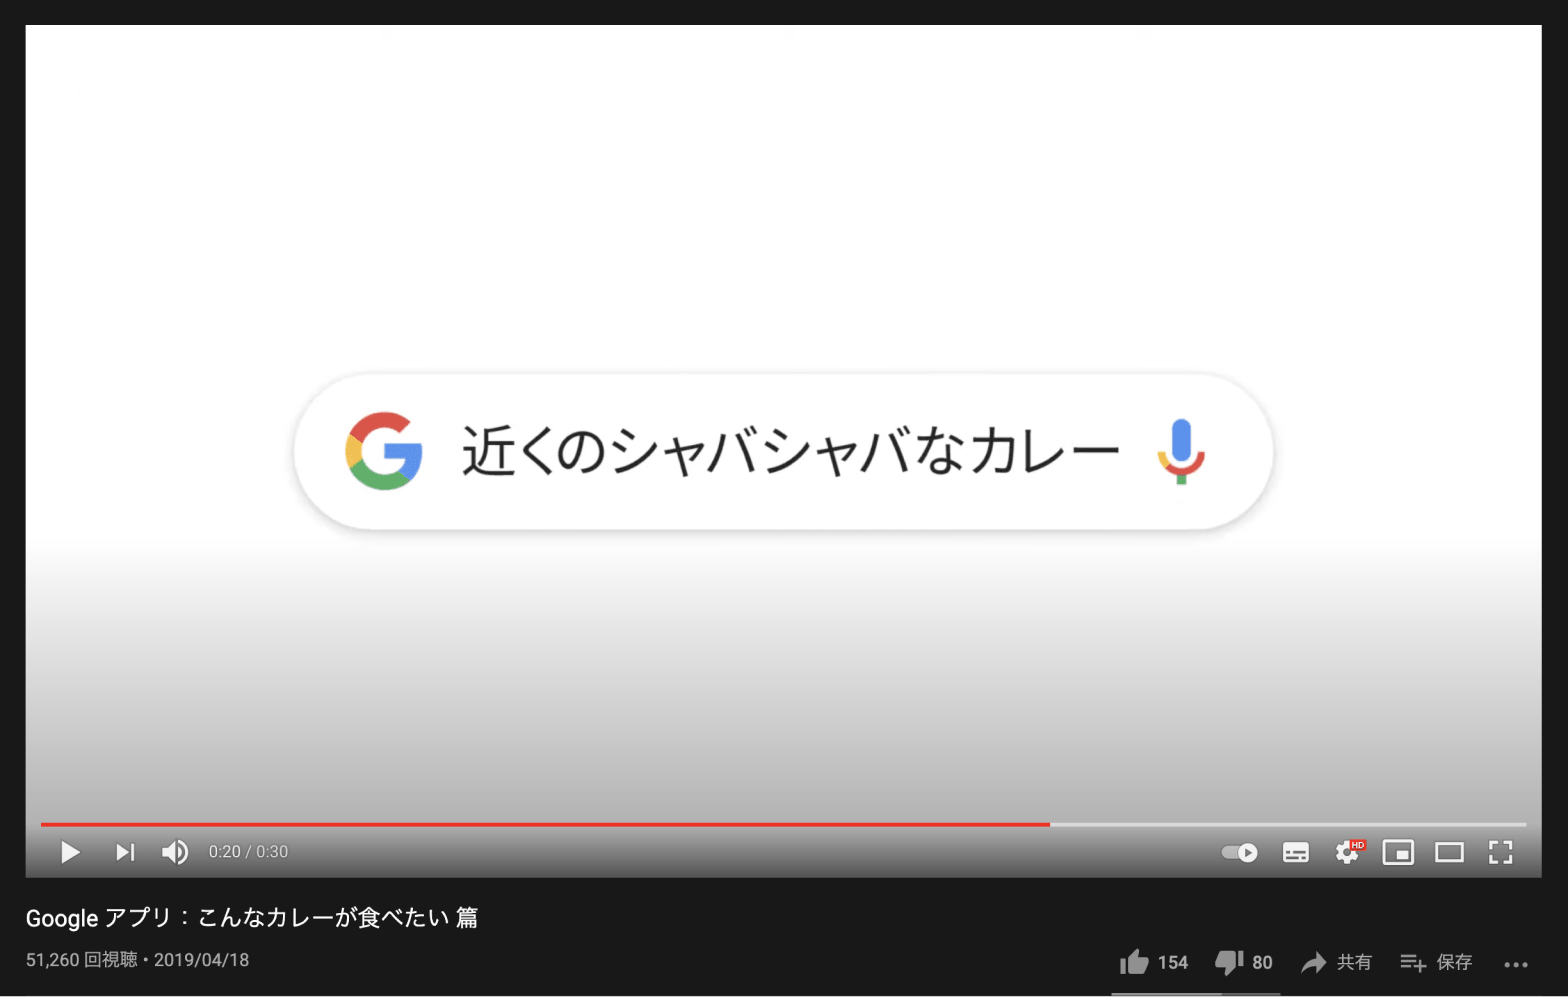 近くのシャバシャバなカレー
0:20 / 0:30
HD
Google アプリ：こんなカレーが食べたい 篇
51,260 回視聴・2019/04/18
154 80 共有 保存